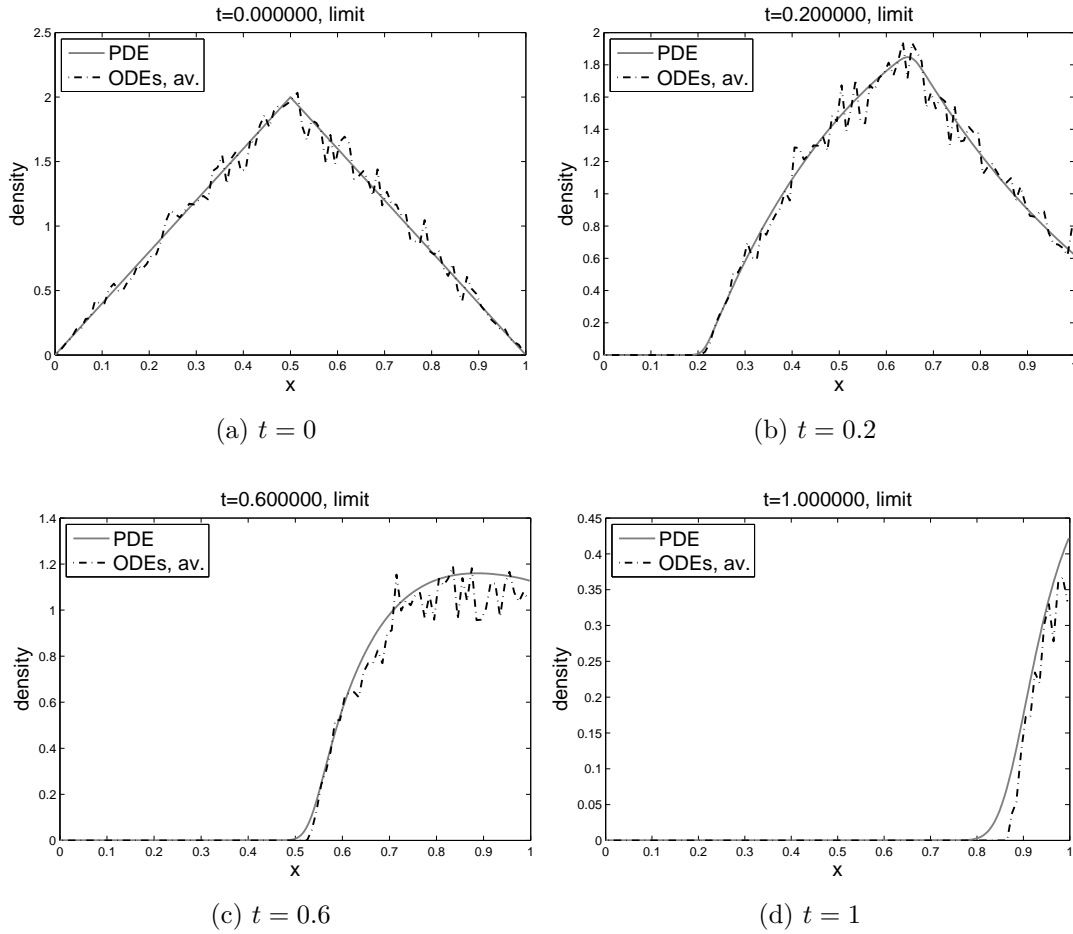 t=0.000000, limit
PDE
ODEs, av.
density
2.5
2
1.5
1
0.5
0
0 0.1 0.2 0.3 0.4 0.5 0.6 0.7 0.8 0.9 1
x
(a) t = 0
t=0.200000, limit
PDE
ODEs, av.
density
2
1.8
1.6
1.4
1.2
1
0.8
0.6
0.4
0.2
0
0 0.1 0.2 0.3 0.4 0.5 0.6 0.7 0.8 0.9 1
x
(b) t = 0.2
t=0.600000, limit
PDE
ODEs, av.
density
1.4
1.2
1
0.8
0.6
0.4
0.2
0
0 0.1 0.2 0.3 0.4 0.5 0.6 0.7 0.8 0.9 1
x
(c) t = 0.6
t=1.000000, limit
PDE
ODEs, av.
density
0.45
0.4
0.35
0.3
0.25
0.2
0.15
0.1
0.05
0
0 0.1 0.2 0.3 0.4 0.5 0.6 0.7 0.8 0.9 1
x
(d) t = 1